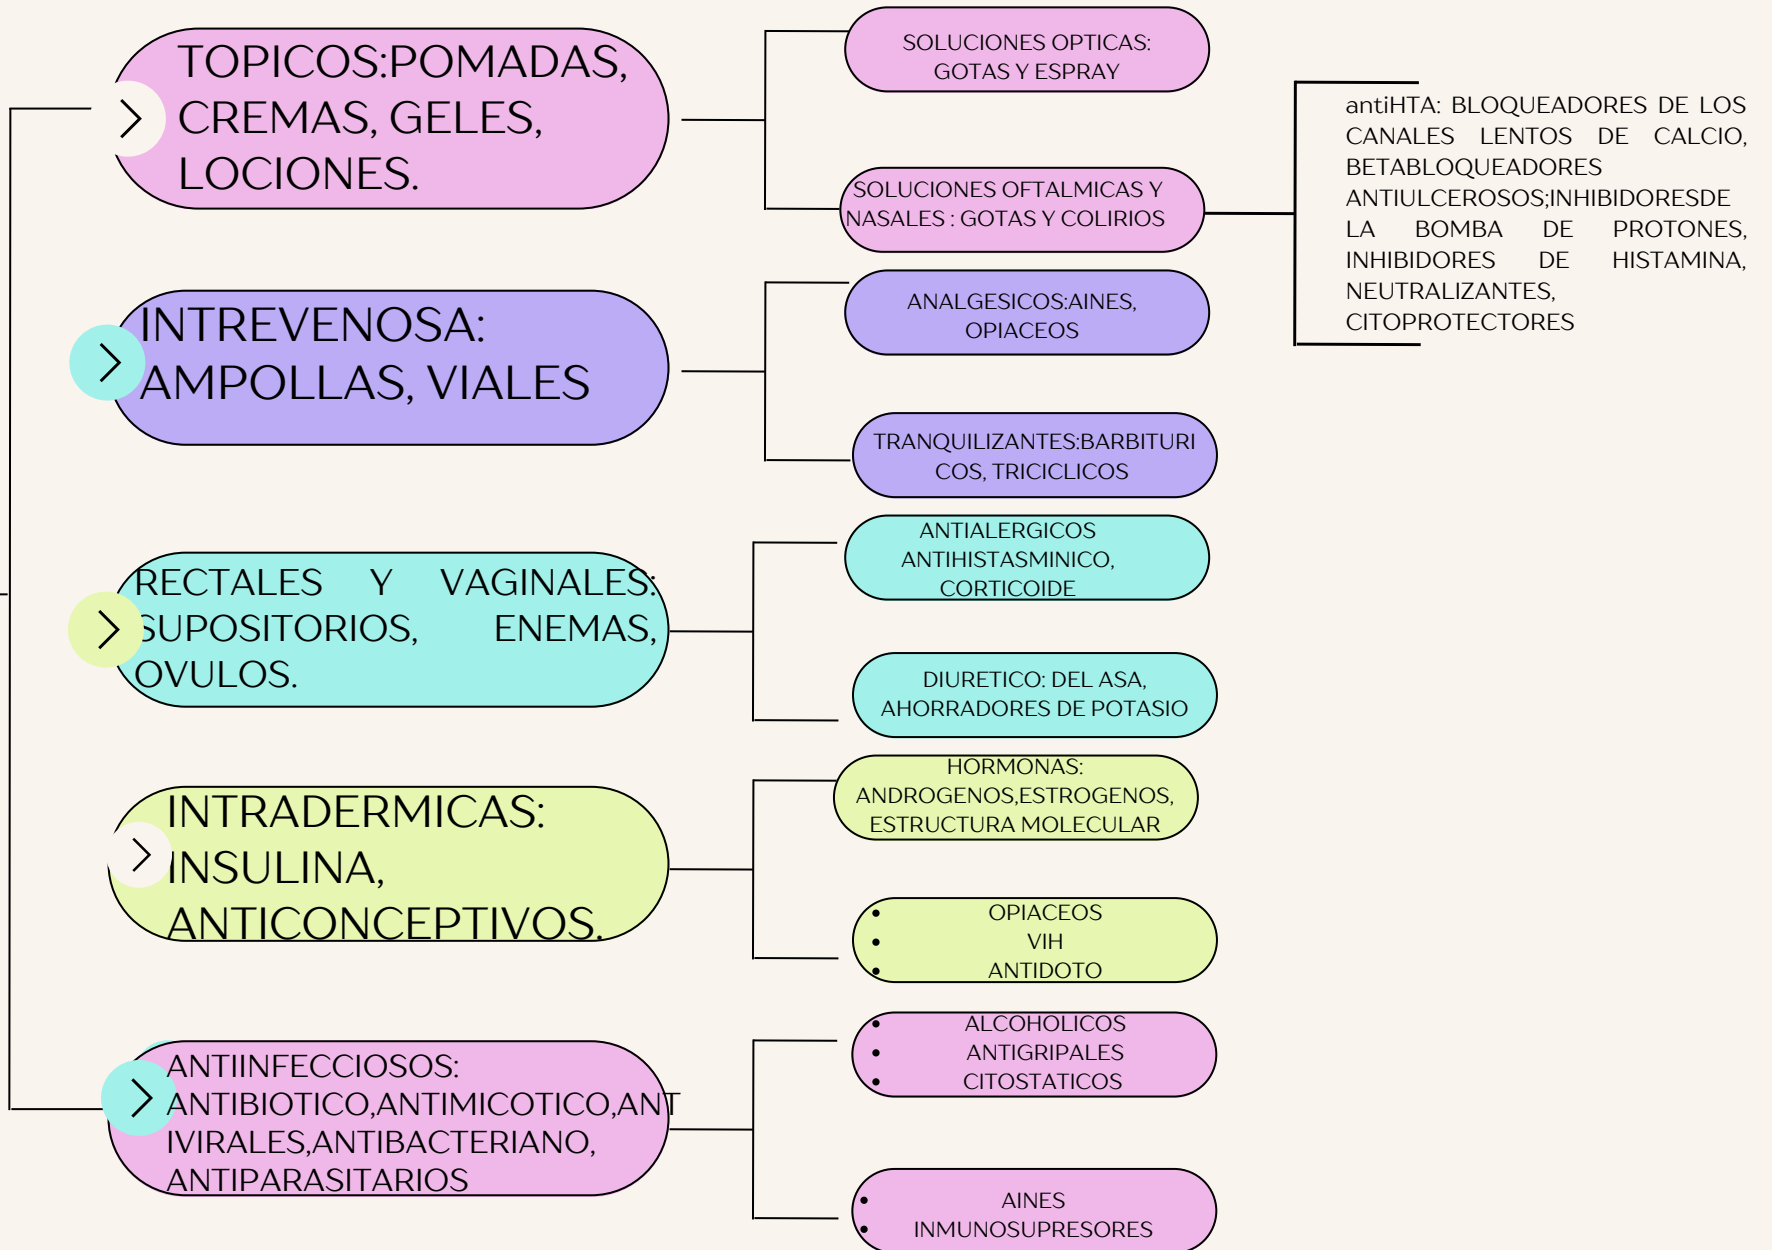 TOPICOS:POMADAS,
CREMAS, GELES,
LOCIONES.
SOLUCIONES OPTICAS:
GOTAS Y ESPRAY
SOLUCIONES OFTALMICAS Y
NASALES : GOTAS Y COLIRIOS
antiHTA: BLOQUEADORES DE LOS
CANALES LENTOS DE CALCIO,
BETABLOQUEADORES
ANTIULCEROSOS;INHIBIDORESDE
LA BOMBA DE PROTONES,
INHIBIDORES DE HISTAMINA,
NEUTRALIZANTES,
CITOPROTECTORES
INTREVENOSA:
AMPOLLAS, VIALES
ANALGESICOS:AINES,
OPIACEOS
TRANQUILIZANTES:BARBITURI
COS, TRICICLICOS
RECTALES Y VAGINALES:
SUPOSITORIOS, ENEMAS,
OVULOS.
ANTIALERGICOS
ANTIHISTASMINICO,
CORTICOIDE
DIURETICO: DEL ASA,
AHORRADORES DE POTASIO
INTRADERMICAS:
INSULINA,
ANTICONCEPTIVOS.
HORMONAS:
ANDROGENOS,ESTROGENOS,
ESTRUCTURA MOLECULAR
• OPIACEOS
• VIH
• ANTIDOTO
ANTIINFECCIOSOS:
ANTIBIOTICO,ANTIMICOTICO,ANT
IVIRALES,ANTIBACTERIANO,
ANTIPARASITARIOS
• ALCOHOLICOS
• ANTIGRIPALES
• CITOSTATICOS
• AINES
• INMUNOSUPRESORES